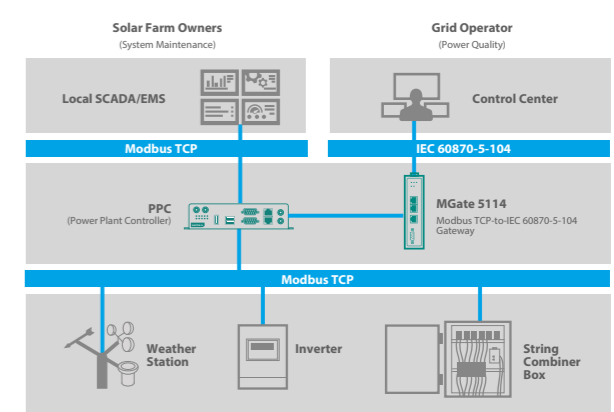 Solar Farm Owners
(System Maintenance)
Grid Operator
(Power Quality)
Local SCADA/EMS
Control Center
Modbus TCP
IEC 60870-5-104
PPC
(Power Plant Controller)
MGate 5114
Modbus TCP-to-IEC 60870-5-104
Gateway
Modbus TCP
Weather
Station
Inverter
String
Combiner
Box